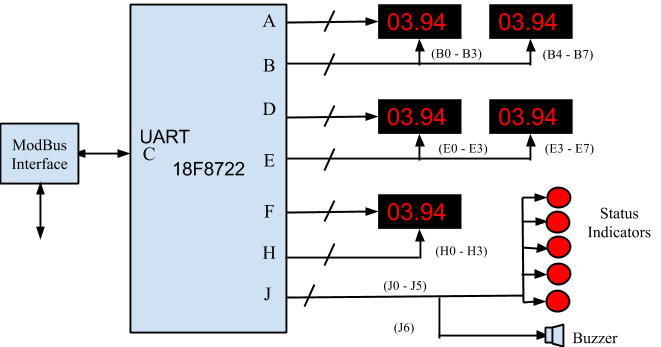 A
03.94
03.94
B
(B0 - B3)
(B4 - B7)
D
03.94
03.94
UART
C
18F8722
ModBus
Interface
E
(E0 - E3)
(E3 - E7)
F
03.94
H
(H0 - H3)
Status
Indicators
J
(J0 - J5)
(J6)
Buzzer